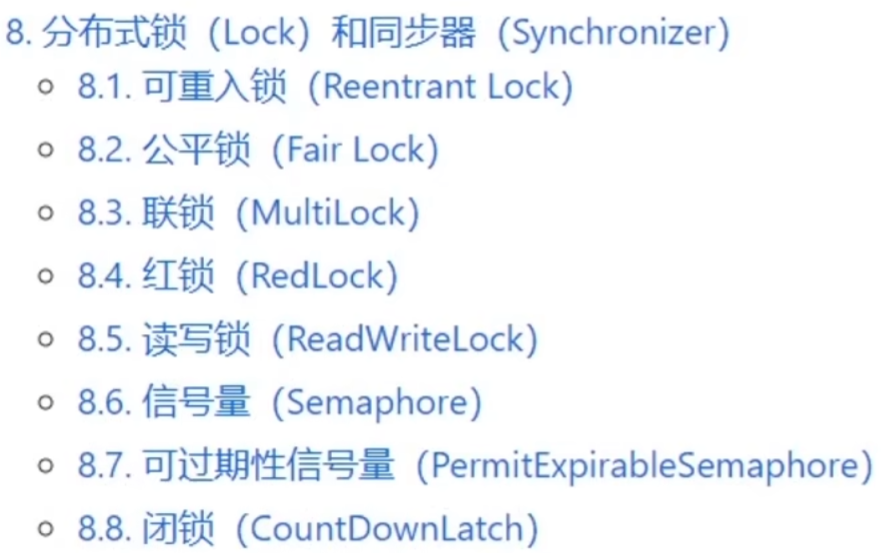 8. 分布式锁（Lock）和同步器（Synchronizer）
8.1. 可重入锁（Reentrant Lock）
8.2. 公平锁（Fair Lock）
8.3. 联锁（MultiLock）
8.4. 红锁（RedLock）
8.5. 读写锁（ReadWriteLock）
8.6. 信号量（Semaphore）
8.7. 可过期性信号量（PermitExpirableSemaphore）
8.8. 闭锁（CountDownLatch）